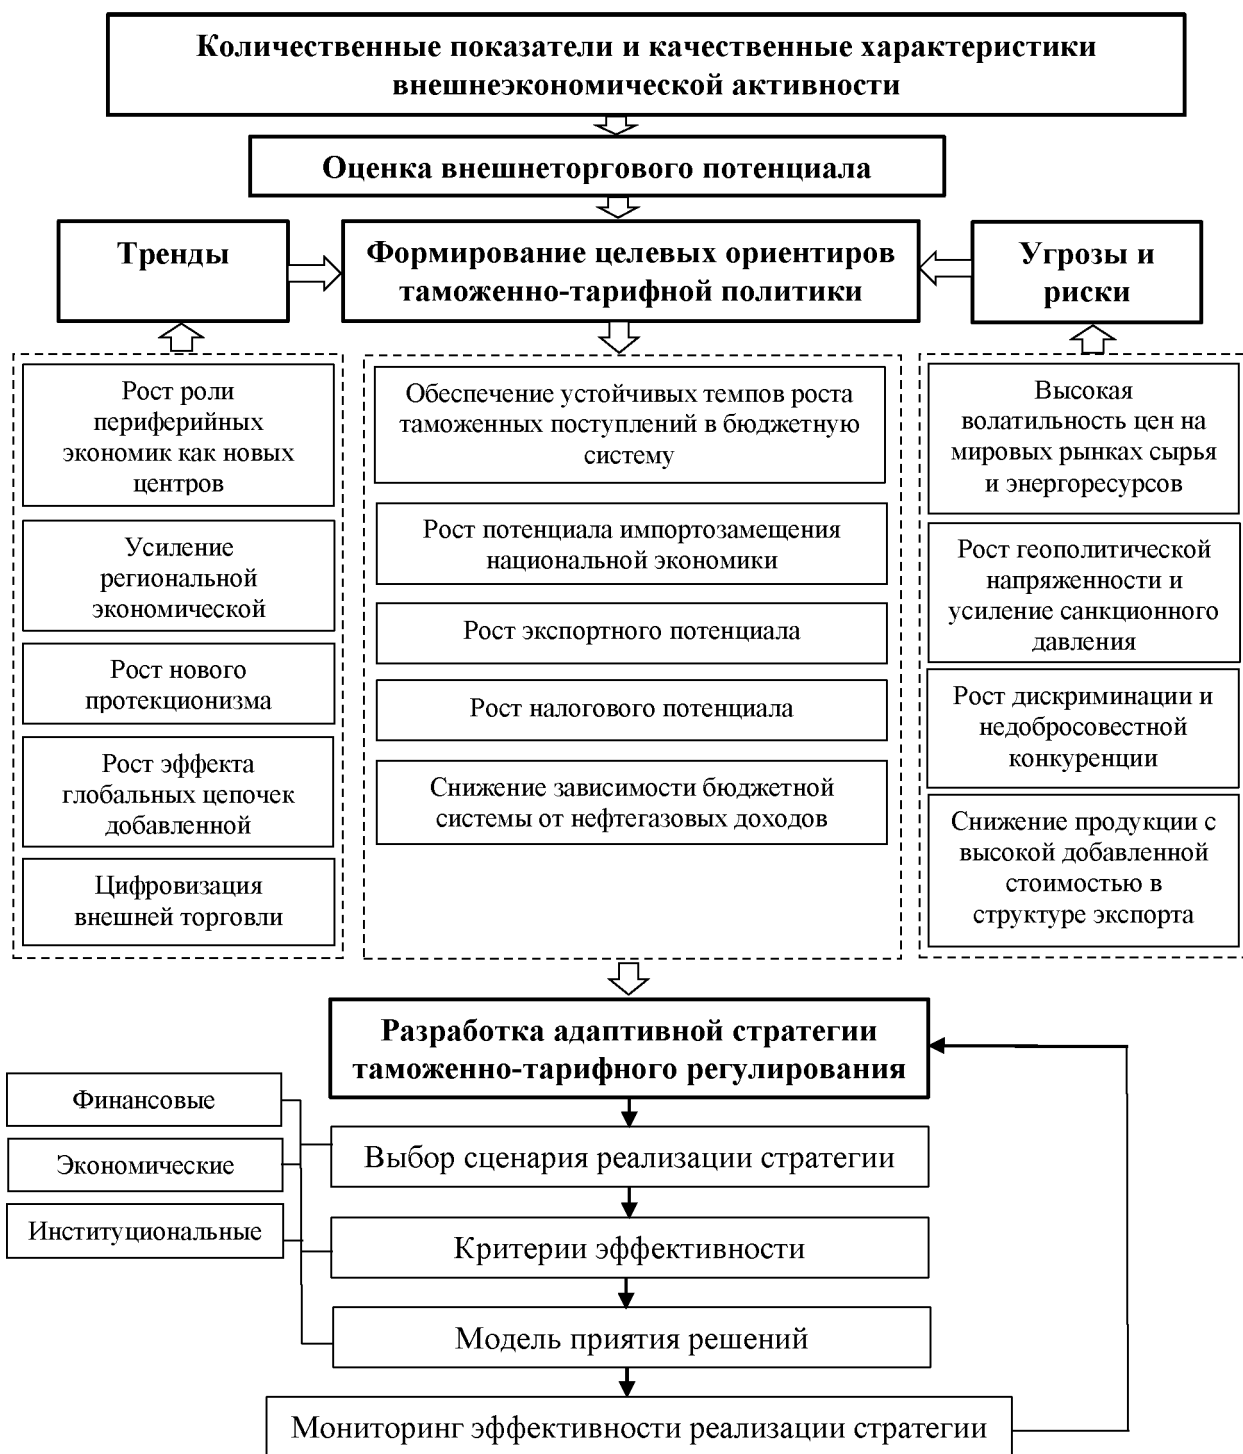 Количественные показатели и качественные характеристики
внешнеэкономической активности
Оценка внешнеторгового потенциала
Тренды
Формирование целевых ориентиров
таможенно-тарифной политики
Угрозы и
риски
Рост роли
периферийных
экономик как новых
центров
Усиление
региональной
экономической
Рост нового
протекционизма
Рост эффекта
глобальных цепочек
добавленной
Цифровизация
внешней торговли
Обеспечение устойчивых темпов роста
таможенных поступлений в бюджетную
систему
Рост потенциала импортозамещения
национальной экономики
Рост экспортного потенциала
Рост налогового потенциала
Снижение зависимости бюджетной
системы от нефтегазовых доходов
Высокая
волатильность цен на
мировых рынках сырья
и энергоресурсов
Рост геополитической
напряженности и
усиление санкционного
давления
Рост дискриминации и
недобросовестной
конкуренции
Снижение продукции с
высокой добавленной
стоимостью в
структуре экспорта
Разработка адаптивной стратегии
таможенно-тарифного регулирования
Финансовые
Экономические
Институциональные
Выбор сценария реализации стратегии
Критерии эффективности
Модель приятия решений
Мониторинг эффективности реализации стратегии